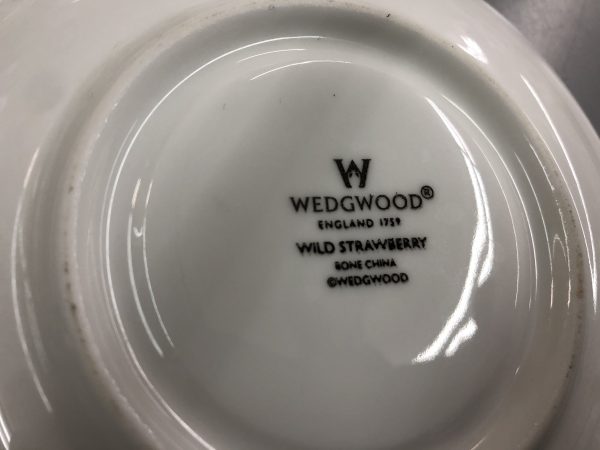 W
WEDGWOOD®
ENGLAND 1759
WILD STRAWBERRY
BONE CHINA
©WEDGWOOD